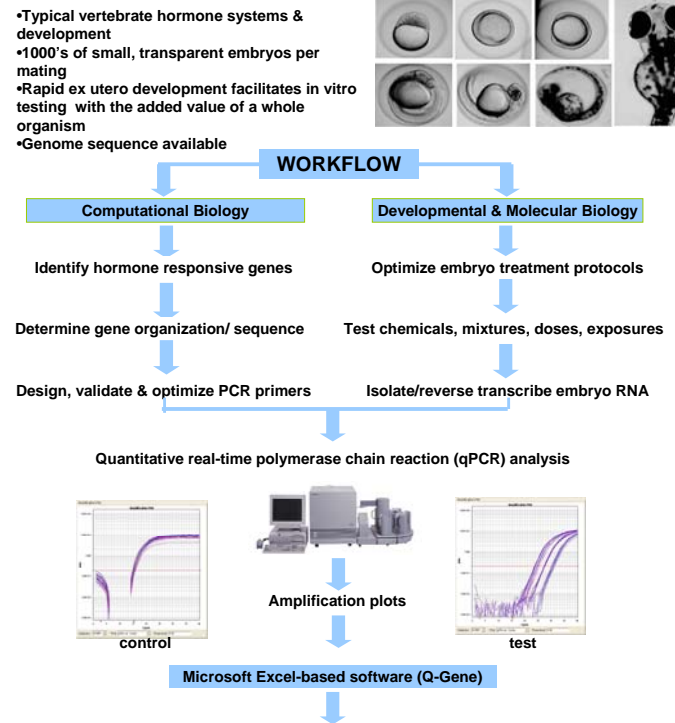 •Typical vertebrate hormone systems &
development
•1000's of small, transparent embryos per
mating
•Rapid ex utero development facilitates in vitro
testing with the added value of a whole
organism
•Genome sequence available
WORKFLOW
Computational Biology
Developmental & Molecular Biology
Identify hormone responsive genes
Optimize embryo treatment protocols
Determine gene organization/ sequence
Test chemicals, mixtures, doses, exposures
Design, validate & optimize PCR primers
Isolate/reverse transcribe embryo RNA
Quantitative real-time polymerase chain reaction (qPCR) analysis
Amplification plots
control
test
Microsoft Excel-based software (Q-Gene)